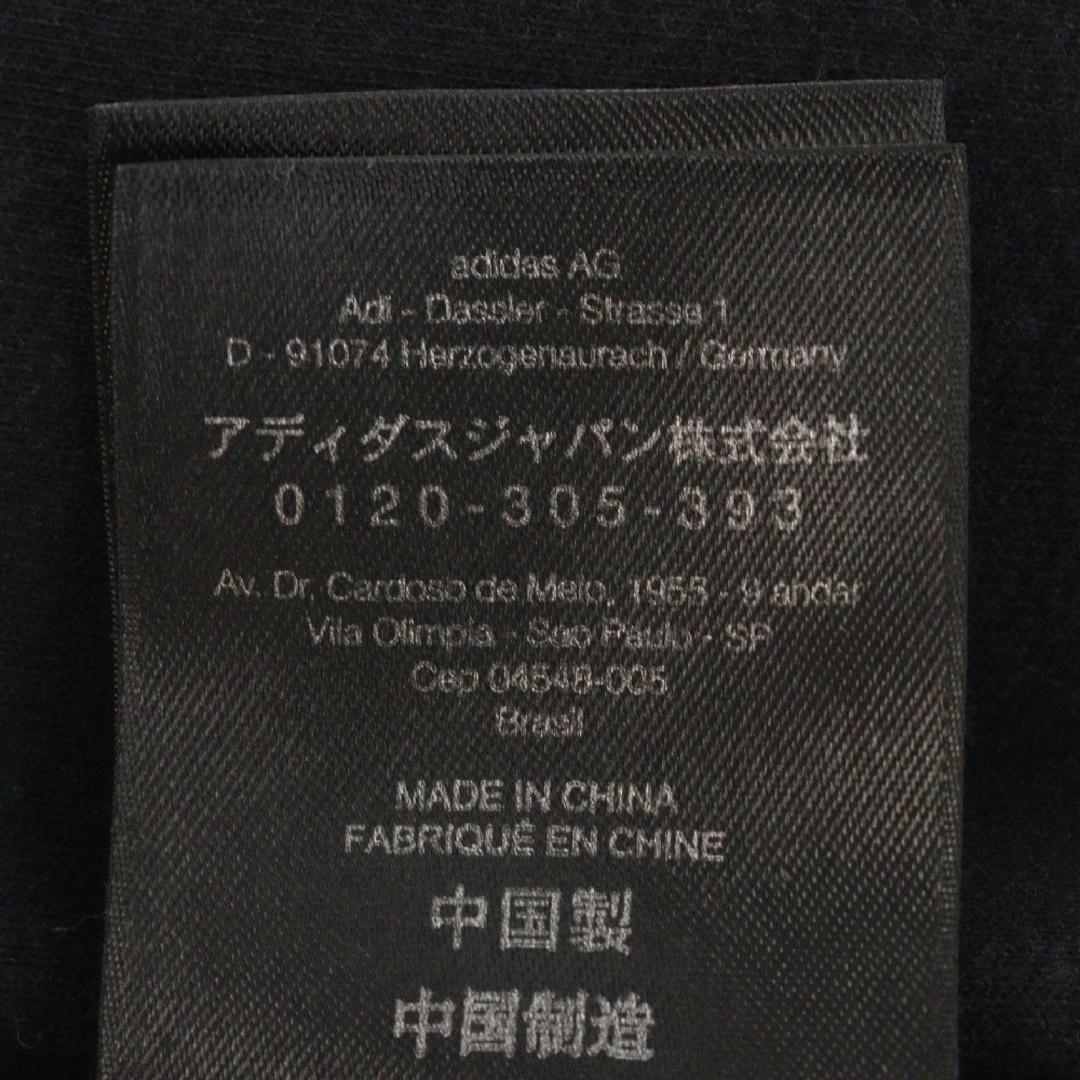 adidas AG
Adi - Dassler - Strasse 1
D - 91074 Herzogenaurach / Germany
アディダスジャパン株式会社
0120-305-393
Av. Dr. Cardoso de Melo, 1955 - 9 andar
Vila Olimpia - Sao Paulo - SP
Cep 04548-005
Brasil
MADE IN CHINA
FABRIQUÉ EN CHINE
中国製
中国制造